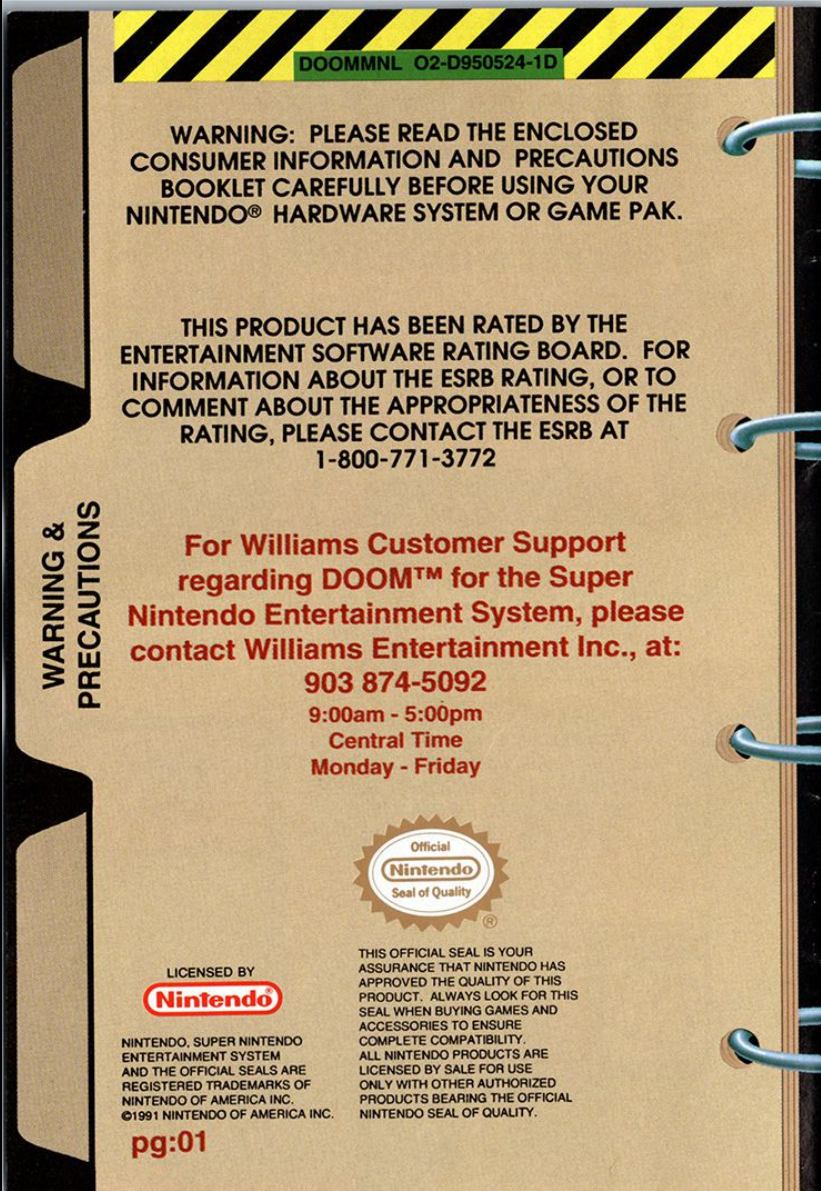 DOOMMNL O2-D950524-1D
WARNING: PLEASE READ THE ENCLOSED
CONSUMER INFORMATION AND PRECAUTIONS
BOOKLET CAREFULLY BEFORE USING YOUR
NINTENDO® HARDWARE SYSTEM OR GAME PAK.
THIS PRODUCT HAS BEEN RATED BY THE
ENTERTAINMENT SOFTWARE RATING BOARD. FOR
INFORMATION ABOUT THE ESRB RATING, OR TO
COMMENT ABOUT THE APPROPRIATENESS OF THE
RATING, PLEASE CONTACT THE ESRB AT
1-800-771-3772
WARNING &
PRECAUTIONS
For Williams Customer Support
regarding DOOM™ for the Super
Nintendo Entertainment System, please
contact Williams Entertainment Inc., at:
903 874-5092
9:00am - 5:00pm
Central Time
Monday - Friday
Official
Nintendo
Seal of Quality
®
LICENSED BY
Nintendo®
NINTENDO, SUPER NINTENDO
ENTERTAINMENT SYSTEM
AND THE OFFICIAL SEALS ARE
REGISTERED TRADEMARKS OF
NINTENDO OF AMERICA INC.
©1991 NINTENDO OF AMERICA INC.
THIS OFFICIAL SEAL IS YOUR
ASSURANCE THAT NINTENDO HAS
APPROVED THE QUALITY OF THIS
PRODUCT. ALWAYS LOOK FOR THIS
SEAL WHEN BUYING GAMES AND
ACCESSORIES TO ENSURE
COMPLETE COMPATIBILITY.
ALL NINTENDO PRODUCTS ARE
LICENSED BY SALE FOR USE
ONLY WITH OTHER AUTHORIZED
PRODUCTS BEARING THE OFFICIAL
NINTENDO SEAL OF QUALITY.
pg:01